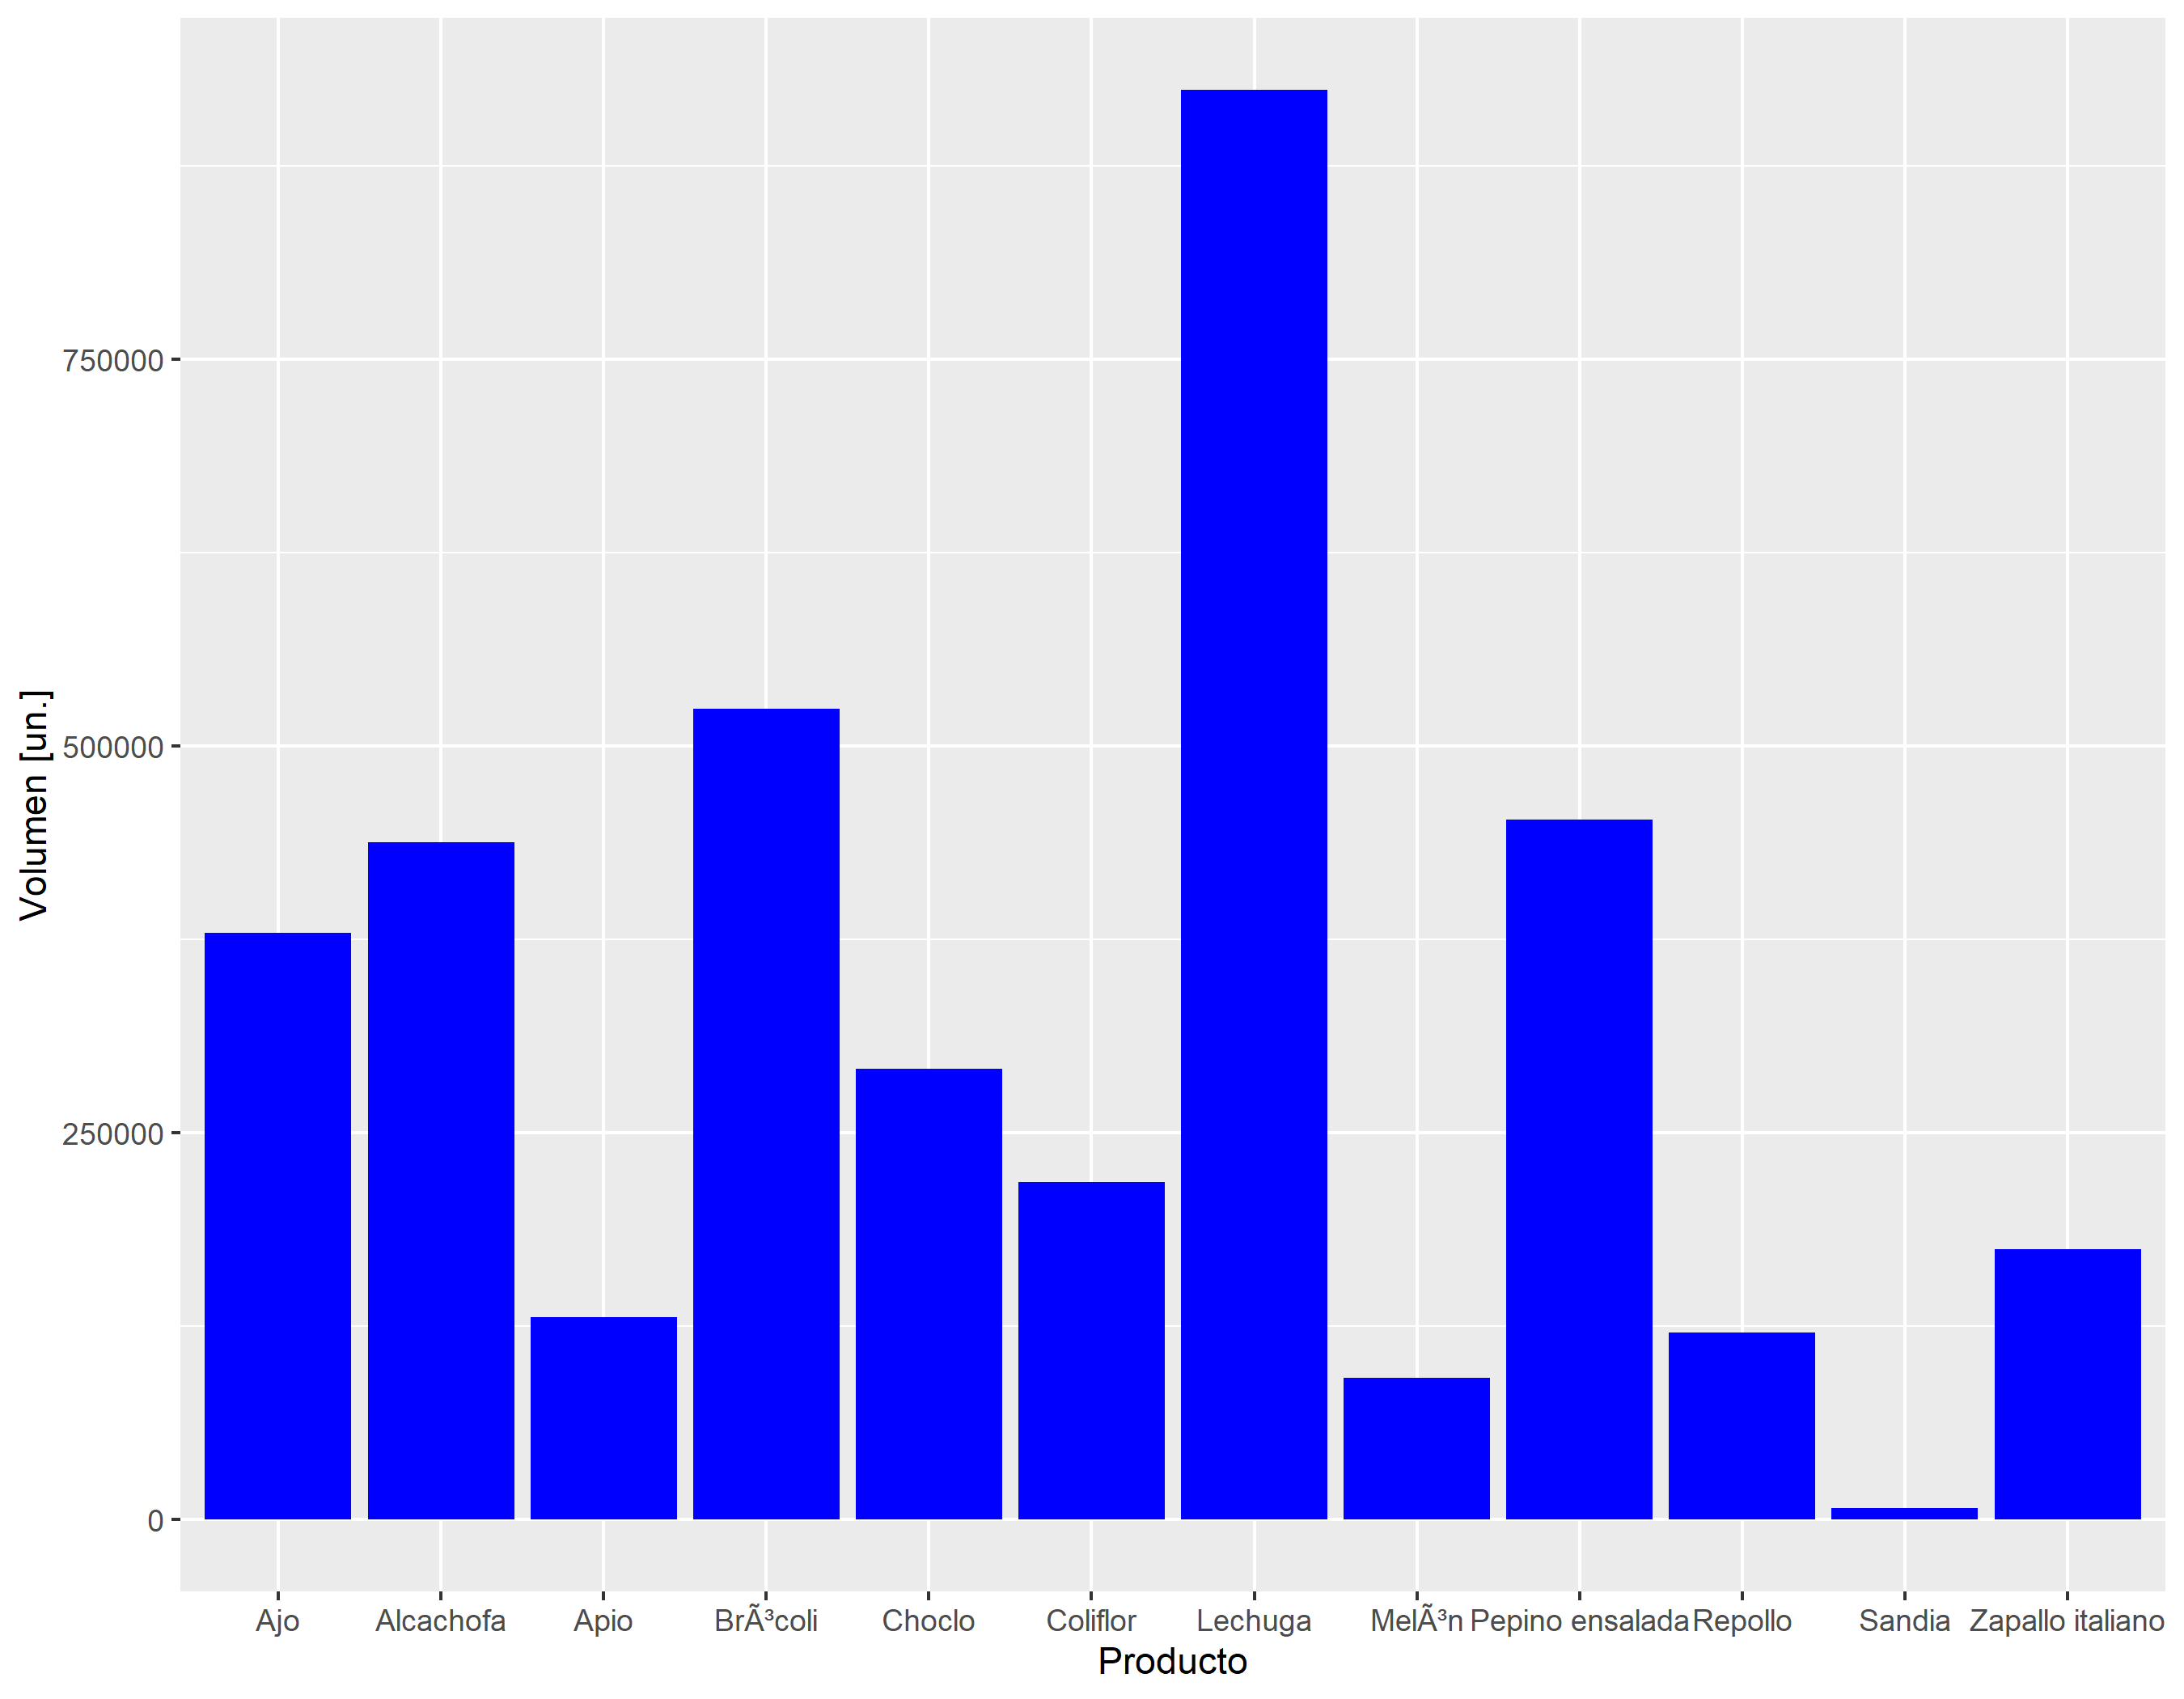 Volumen [un.]
750000
500000
250000
0
Ajo Alcachofa Apio BrÃ³coli Choclo Coliflor Lechuga MelÃ³n Pepino ensalada Repollo Sandia Zapallo italiano
Producto